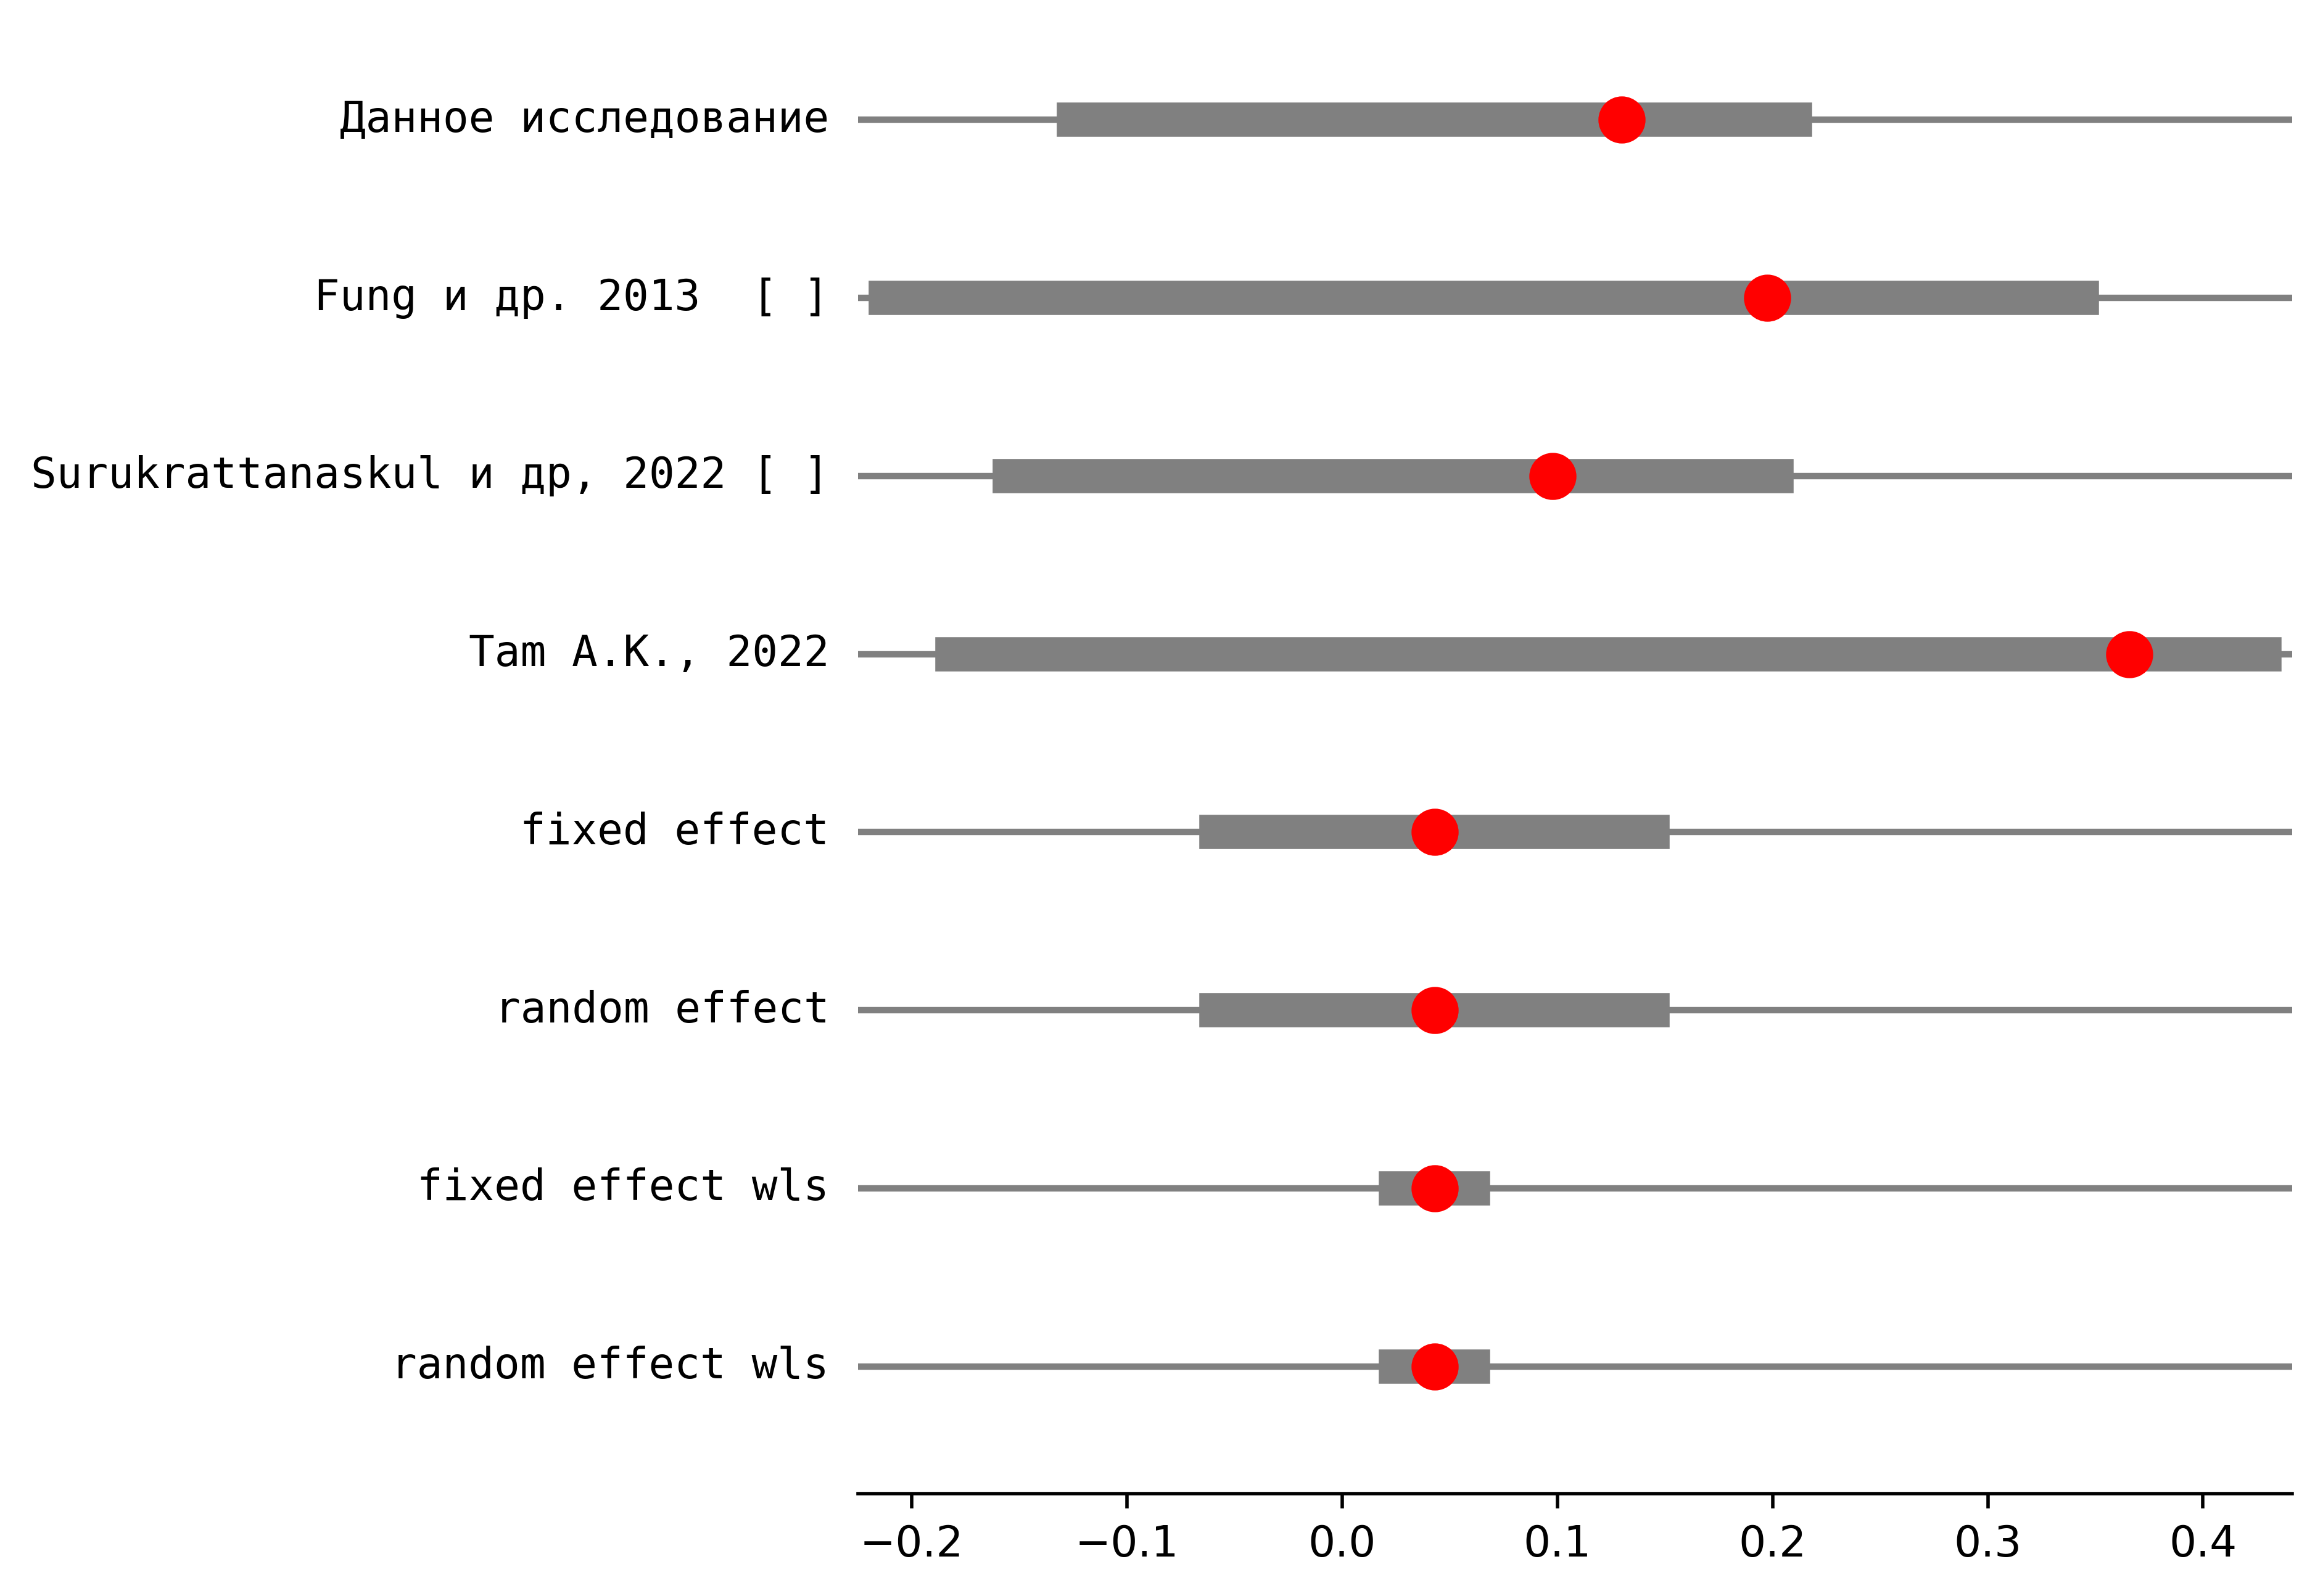 Данное исследование
Fung и др. 2013  [ ]
Surukrattanaskul и др, 2022 [ ]
Tam A.K., 2022
fixed effect
random effect
fixed effect wls
random effect wls
−0.2 −0.1 0.0 0.1 0.2 0.3 0.4